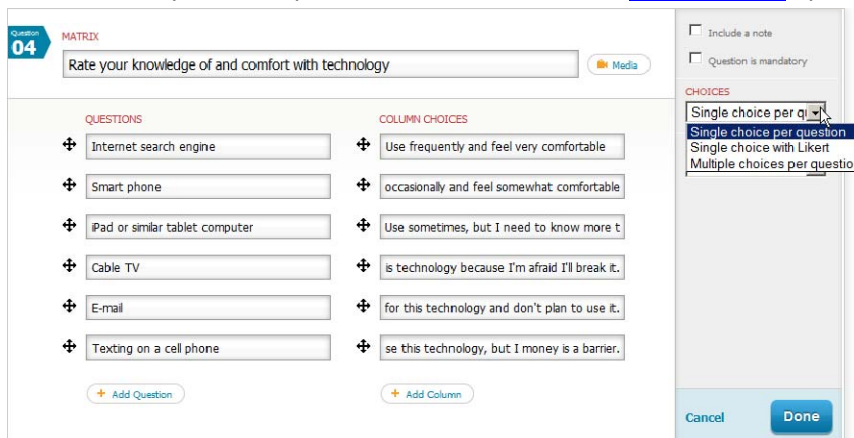 Question
04
MATRIX
Rate your knowledge of and comfort with technology
Media
QUESTIONS
Internet search engine
Smart phone
iPad or similar tablet computer
Cable TV
E-mail
Texting on a cell phone
+ Add Question
COLUMN CHOICES
Use frequently and feel very comfortable
occasionally and feel somewhat comfortable
Use sometimes, but I need to know more t
is technology because I'm afraid I'll break it.
for this technology and don't plan to use it.
se this technology, but I money is a barrier.
+ Add Column
Include a note
Question is mandatory
CHOICES
Single choice per qu
Single choice per question
Single choice with Likert
Multiple choices per questio
Cancel
Done